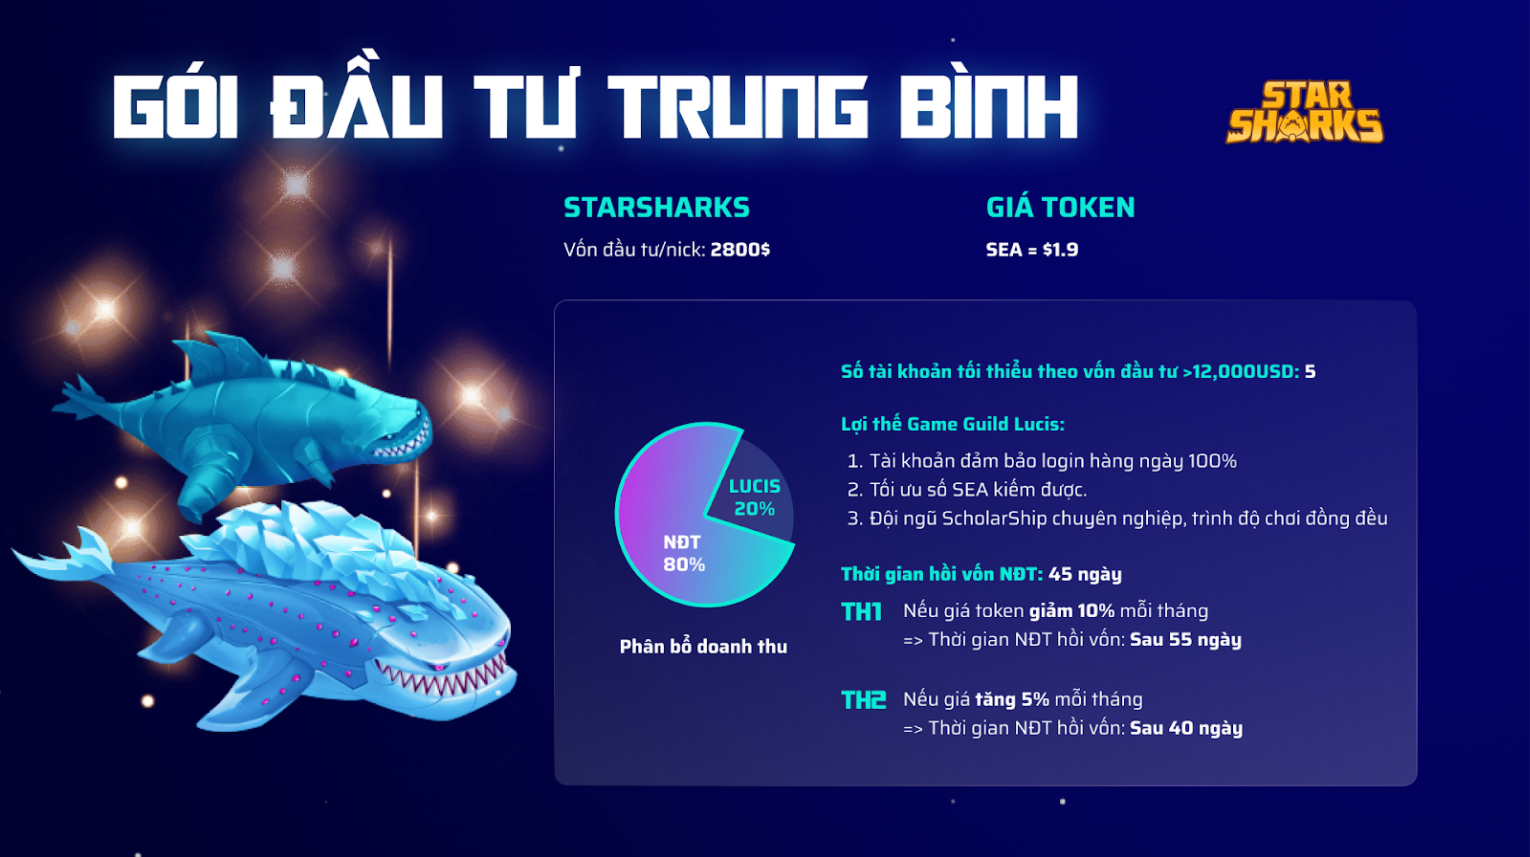 GÓI ĐẦU TƯ TRUNG BÌNH
STAR
SHARKS
STARSHARKS
Vốn đầu tư/nick: 2800$
GIÁ TOKEN
SEA = $1.9
LUCIS
20%
NĐT
80%
Phân bổ doanh thu
Số tài khoản tối thiểu theo vốn đầu tư >12,000USD: 5
Lợi thế Game Guild Lucis:
1. Tài khoản đảm bảo login hàng ngày 100%
2. Tối ưu số SEA kiếm được.
3. Đội ngũ ScholarShip chuyên nghiệp, trình độ chơi đồng đều
Thời gian hồi vốn NĐT: 45 ngày
TH1 Nếu giá token giảm 10% mỗi tháng
=> Thời gian NĐT hồi vốn: Sau 55 ngày
TH2 Nếu giá tăng 5% mỗi tháng
=> Thời gian NĐT hồi vốn: Sau 40 ngày